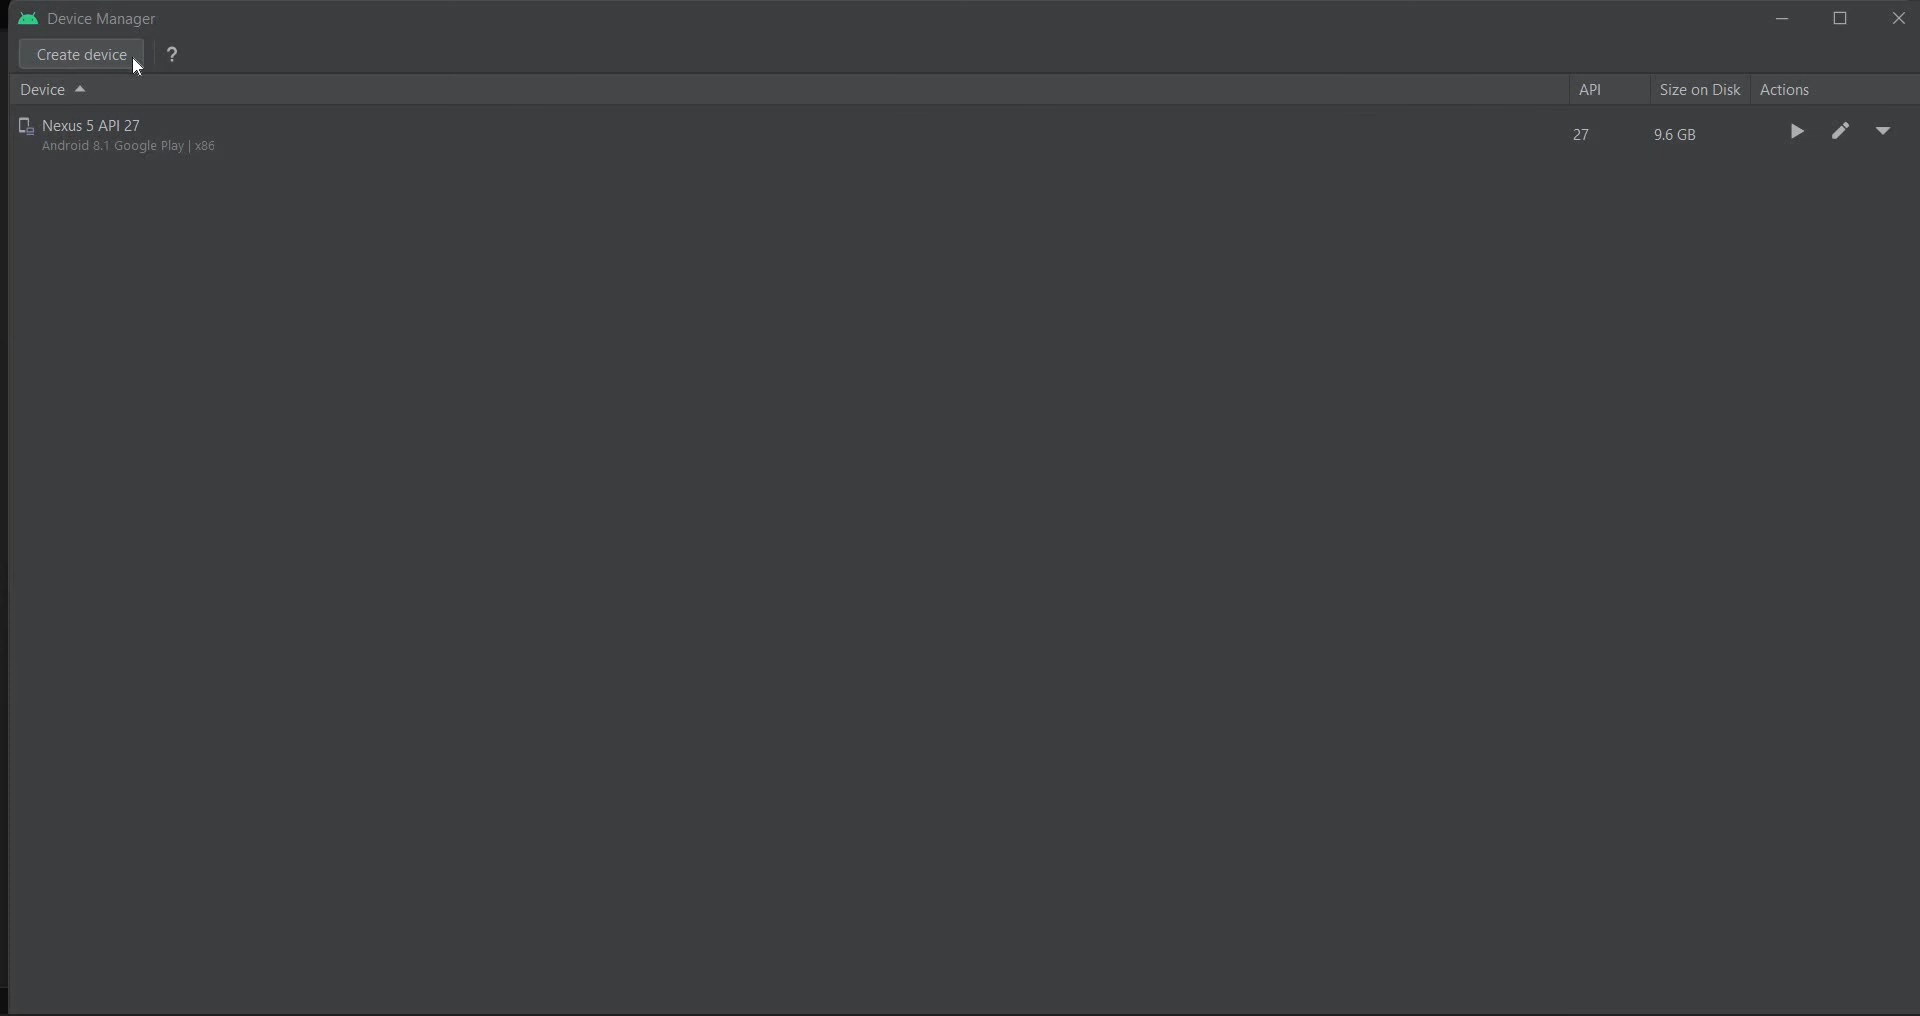 Device Manager
Create device ?
Device API Size on Disk Actions
Nexus 5 API 27
Android 8.1 Google Play | x86
27 9.6 GB